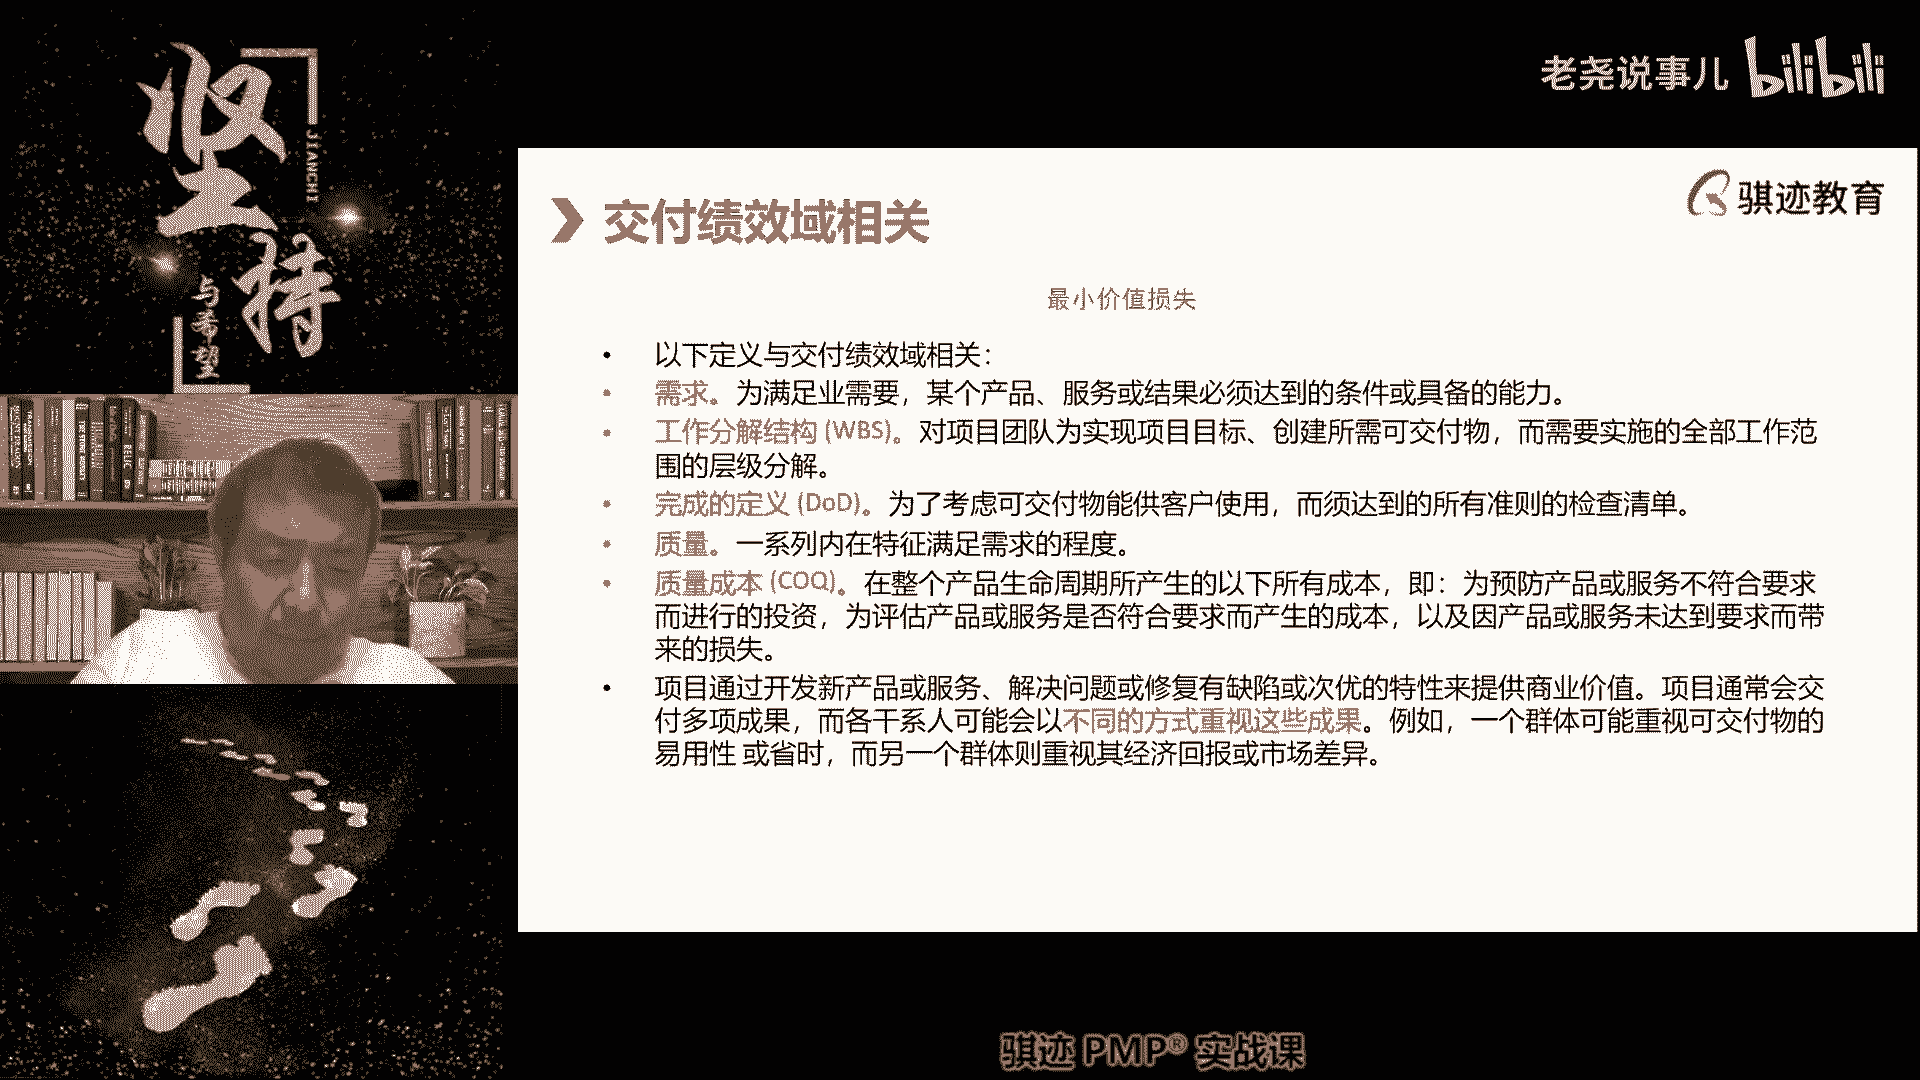 坚持
JIANCHI
与希望
老尧说事儿 bilibili
骐迹教育
交付绩效域相关
最小价值损失
• 以下定义与交付绩效域相关：
• 需求。为满足业需要，某个产品、服务或结果必须达到的条件或具备的能力。
• 工作分解结构 (WBS)。对项目团队为实现项目目标、创建所需可交付物，而需要实施的全部工作范
围的层级分解。
• 完成的定义 (DoD)。为了考虑可交付物能供客户使用，而须达到的所有准则的检查清单。
• 质量。一系列内在特征满足需求的程度。
• 质量成本 (COQ)。在整个产品生命周期所产生的以下所有成本，即：为预防产品或服务不符合要求
而进行的投资，为评估产品或服务是否符合要求而产生的成本，以及因产品或服务未达到要求而带
来的损失。
• 项目通过开发新产品或服务、解决问题或修复有缺陷或次优的特性来提供商业价值。项目通常会交
付多项成果，而各干系人可能会以不同的方式重视这些成果。例如，一个群体可能重视可交付物的
易用性 或省时，而另一个群体则重视其经济回报或市场差异。
骐迹 PMP® 实战课